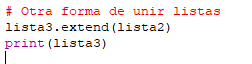 # Otra forma de unir listas
lista3.extend(lista2)
print(lista3)